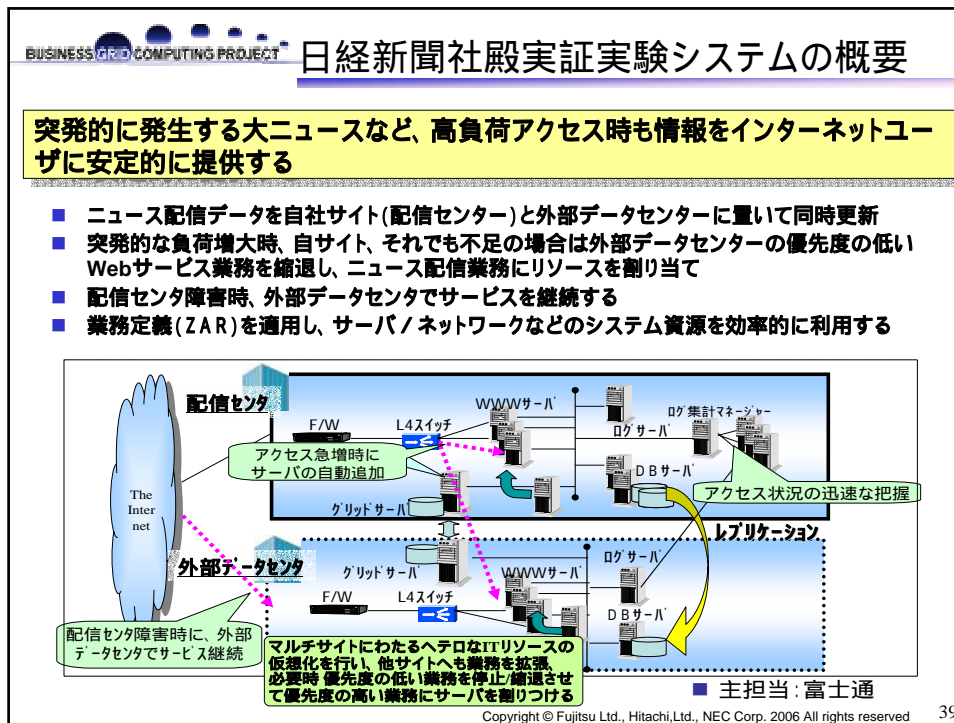 BUSINESS GRID COMPUTING PROJECT
日経新聞社殿実証実験システムの概要
突発的に発生する大ニュースなど、高負荷アクセス時も情報をインターネットユー
ザに安定的に提供する
■ ニュース配信データを自社サイト(配信センター)と外部データセンターに置いて同時更新
■ 突発的な負荷増大時、自サイト、それでも不足の場合は外部データセンターの優先度の低い
Webサービス業務を縮退し、ニュース配信業務にリソースを割り当て
■ 配信センタ障害時、外部データセンタでサービスを継続する
■ 業務定義(ZAR)を適用し、サーバ/ネットワークなどのシステム資源を効率的に利用する
配信センタ
WWWサーバ
ログ集計マネージャー
F/W
L4スイッチ
ログサーバ
アクセス急増時に
サーバの自動追加
DBサーバ
The
Inter
net
アクセス状況の迅速な把握
グリッドサーバ
レプリケーション
外部データセンタ
グリッドサーバ
WWWサーバ
ログサーバ
F/W
L4スイッチ
DBサーバ
配信センタ障害時に、外部
データセンタでサービス継続
マルチサイトにわたるヘテロなITリソースの
仮想化を行い、他サイトへも業務を拡張、
必要時 優先度の低い業務を停止/縮退させ
て優先度の高い業務にサーバを割りつける
■ 主担当：富士通
Copyright © Fujitsu Ltd., Hitachi,Ltd., NEC Corp. 2006 All rights reserved
39